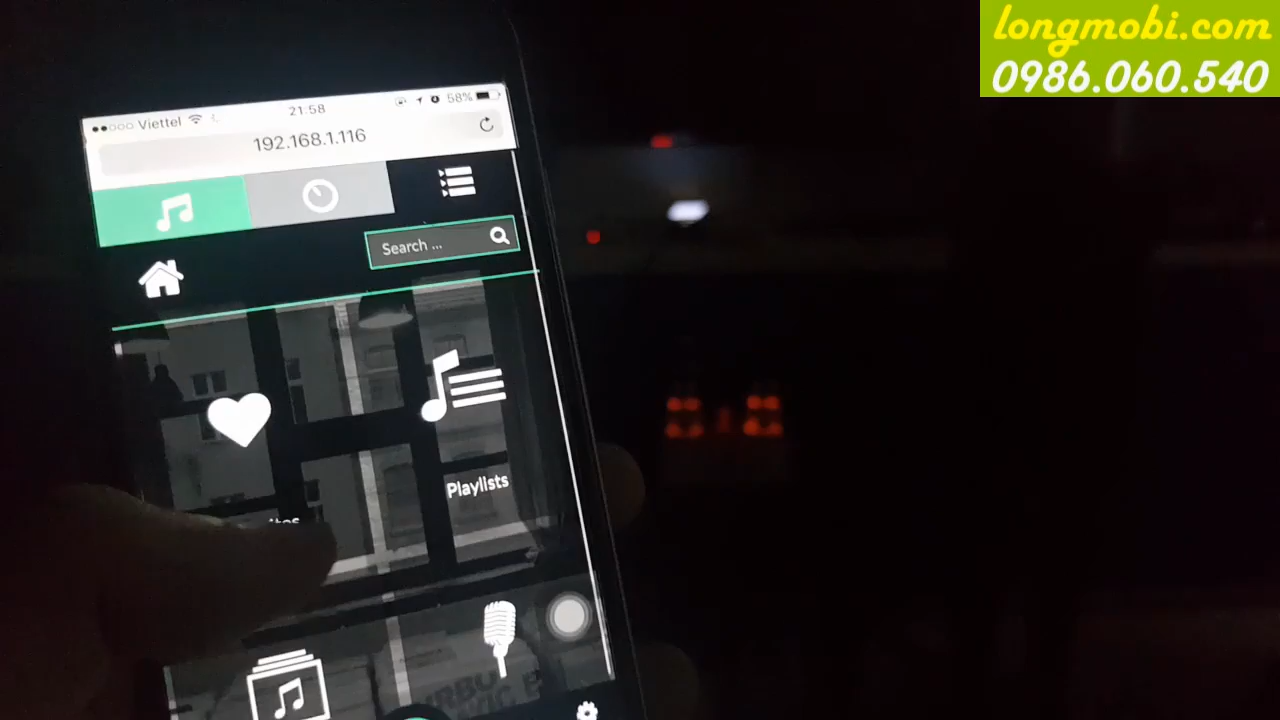 longmobi.com
0986.060.540
Viettel 21:58 58%
192.168.1.116
Search ...
Playlists